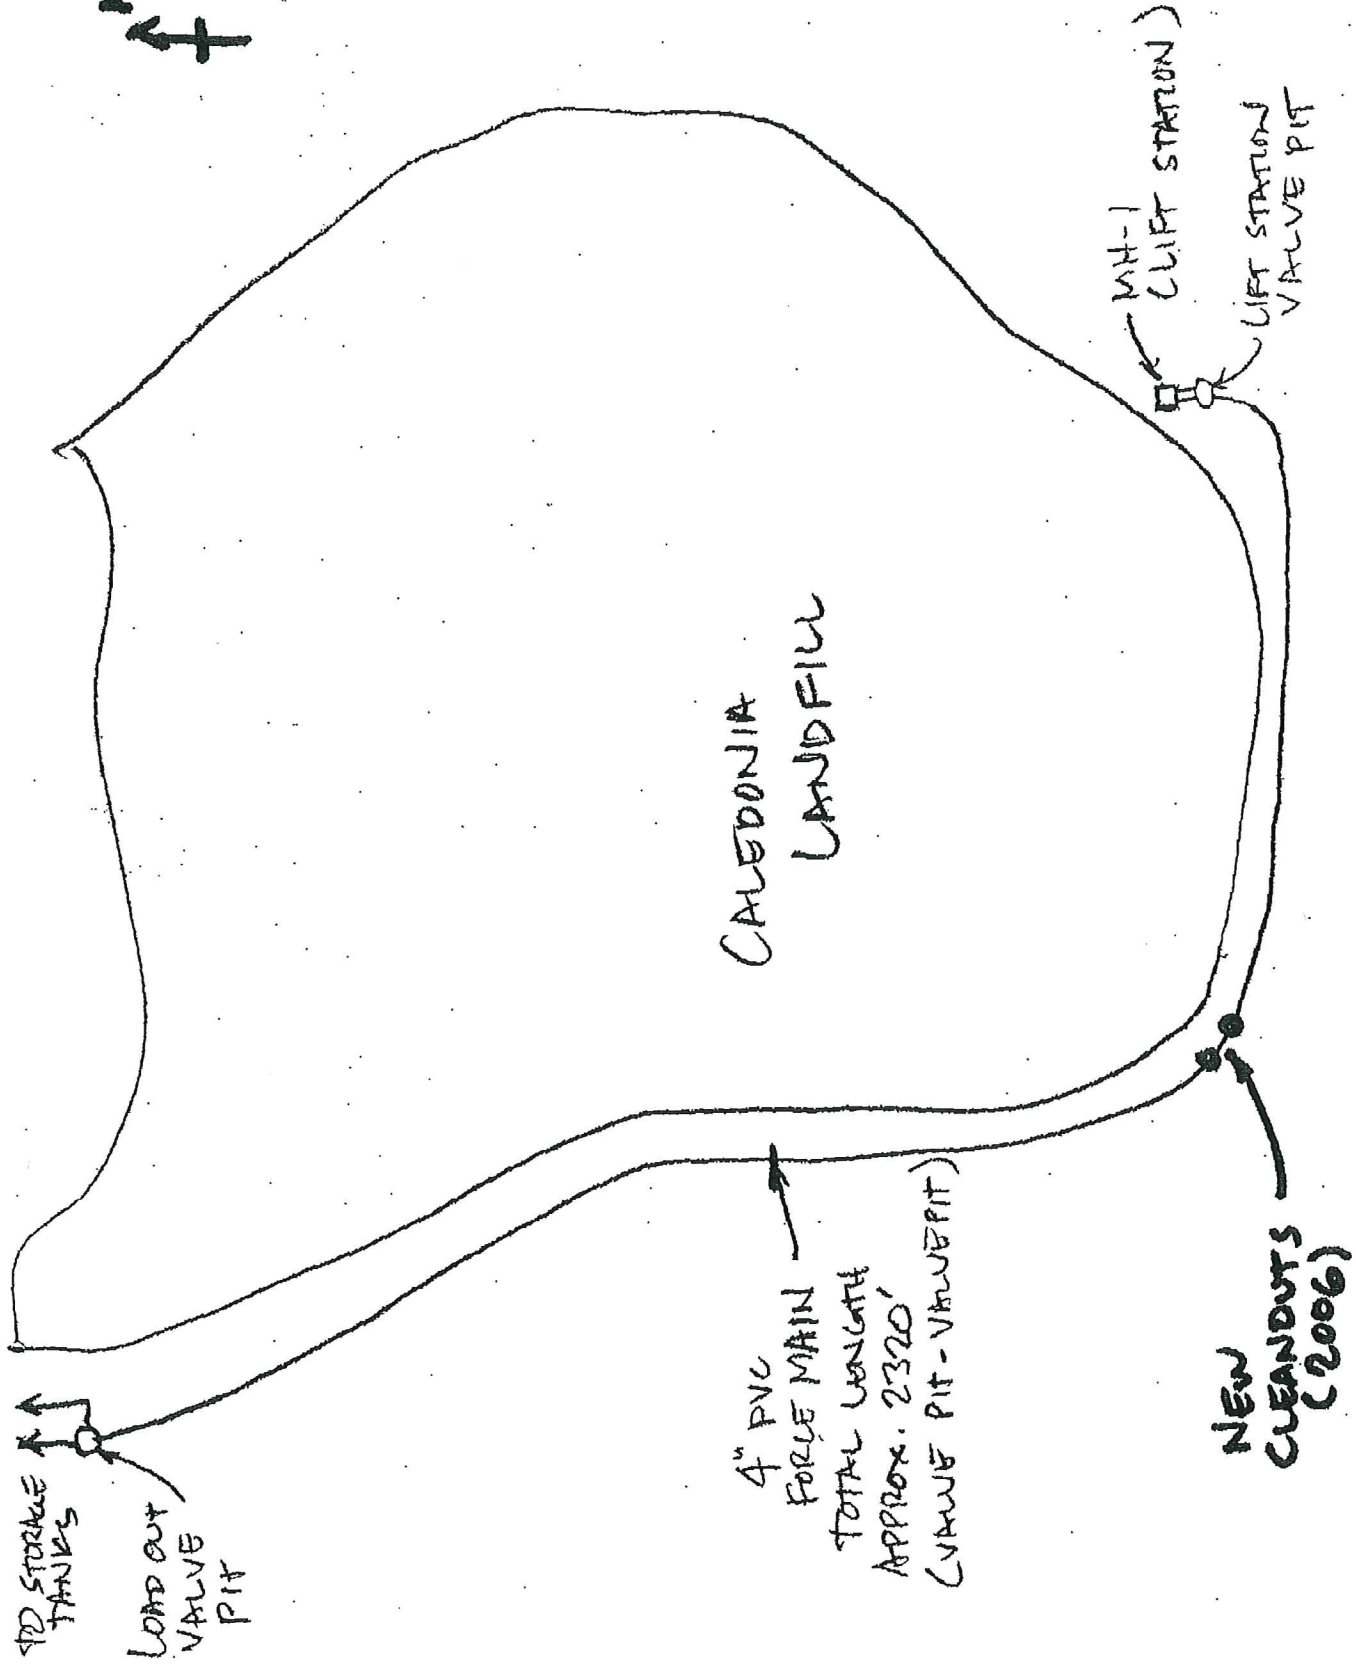 TO STORAGE
TANKS
LOAD OUT
VALVE
PIT
4" PVC
FORCE MAIN
TOTAL LENGTH
APPROX. 2320'
(VALVE PIT - VALVE PIT)
NEW
CLEANOUTS
(2006)
CALEDONIA
LANDFILL
MH-1
(LIFT STATION)
LIFT STATION
VALVE PIT